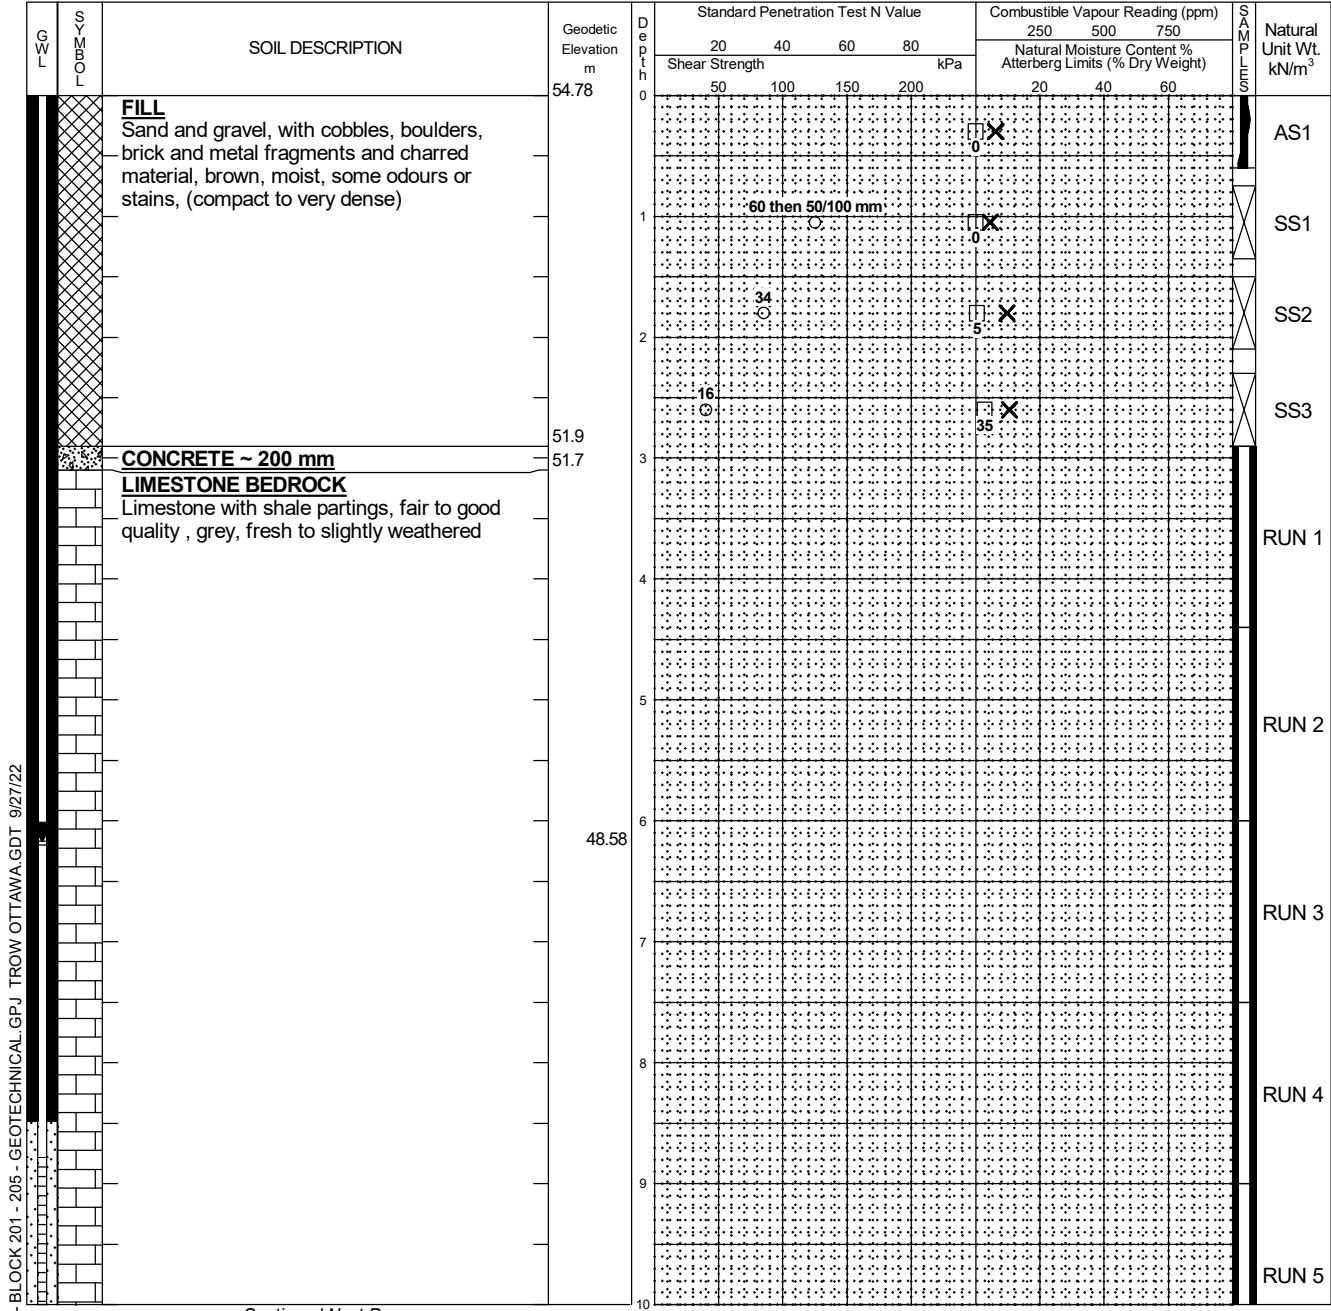 GWL
SYMBOL
SOIL DESCRIPTION
Geodetic
Elevation
m
54.78
Depth
Standard Penetration Test N Value
20 40 60 80
Shear Strength kPa
50 100 150 200
Combustible Vapour Reading (ppm)
250 500 750
Natural Moisture Content %
Atterberg Limits (% Dry Weight)
20 40 60
SAMPLES
Natural
Unit Wt.
kN/m³
0
FILL
Sand and gravel, with cobbles, boulders,
brick and metal fragments and charred
material, brown, moist, some odours or
stains, (compact to very dense)
0
AS1
60 then 50/100 mm
1
0
SS1
34
5
SS2
2
16
35
SS3
51.9
CONCRETE ~ 200 mm
51.7
3
LIMESTONE BEDROCK
Limestone with shale partings, fair to good
quality , grey, fresh to slightly weathered
RUN 1
4
5
RUN 2
6
48.58
RUN 3
7
8
RUN 4
9
RUN 5
10
BLOCK 201 - 205 - GEOTECHNICAL.GPJ TROW OTTAWA.GDT 9/27/22